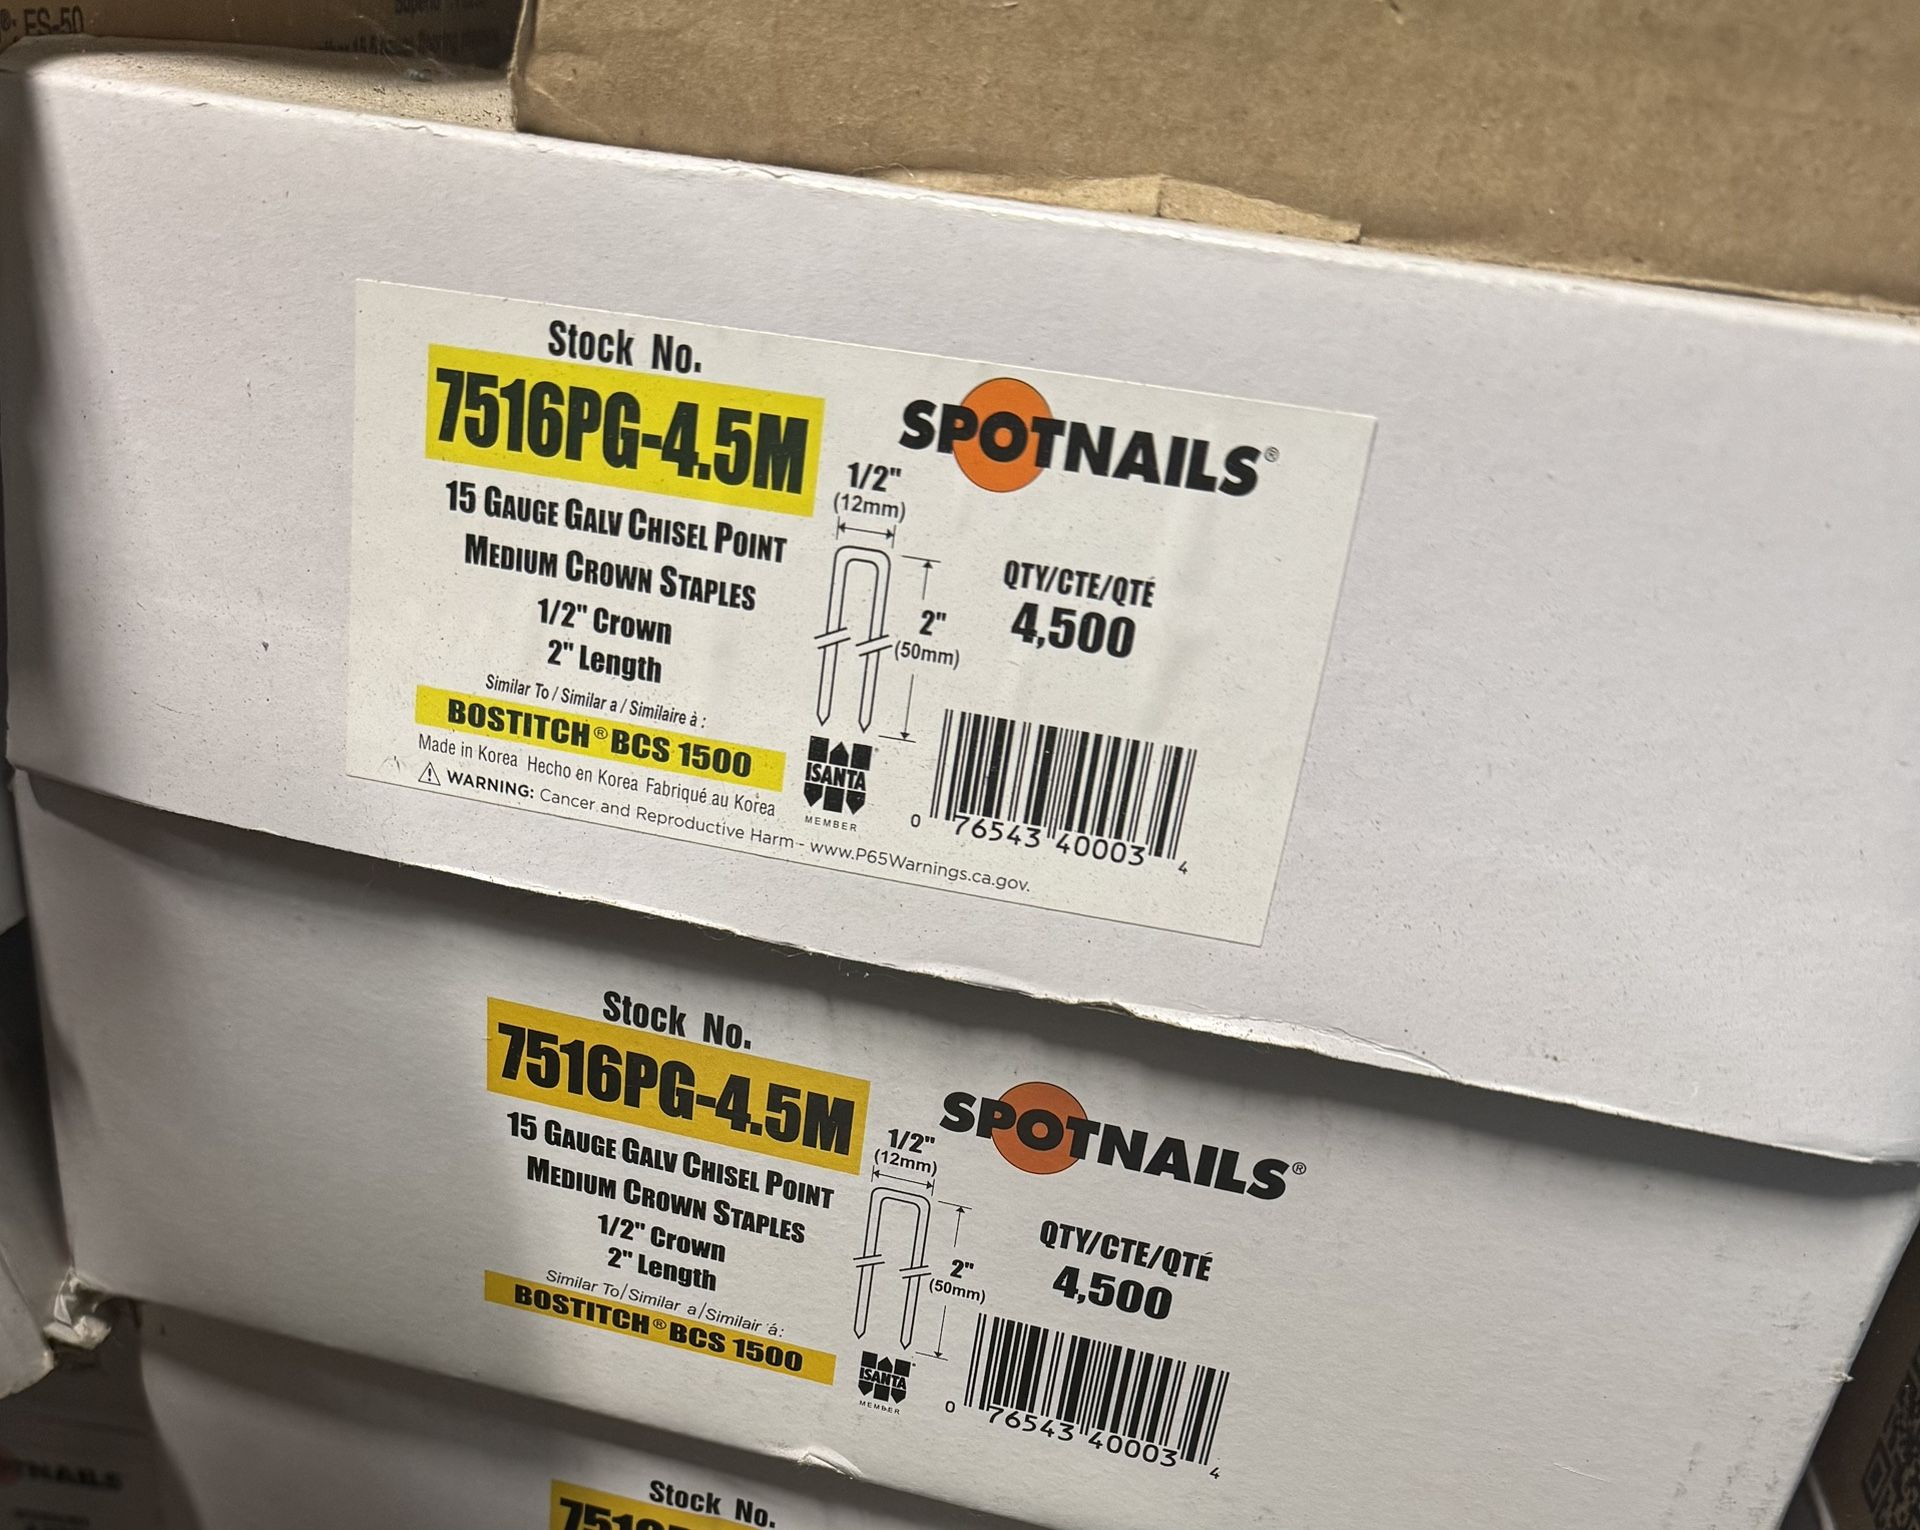 ES-50
Stock No.
7516PG-4.5M
15 GAUGE GALV CHISEL POINT
MEDIUM CROWN STAPLES
1/2" Crown
2" Length
Similar To / Similar a / Similaire à :
BOSTITCH® BCS 1500
Made in Korea Hecho en Korea Fabriqué au Korea
⚠ WARNING: Cancer and Reproductive Harm - www.P65Warnings.ca.gov.
SPOTNAILS®
1/2"
(12mm)
2"
(50mm)
QTY/CTE/QTÉ
4,500
ISANTA
MEMBER
0 76543 40003 4
Stock No.
7516PG-4.5M
15 GAUGE GALV CHISEL POINT
MEDIUM CROWN STAPLES
1/2" Crown
2" Length
Similar To/Similar a/Similair á:
BOSTITCH® BCS 1500
SPOTNAILS®
1/2"
(12mm)
2"
(50mm)
QTY/CTE/QTÉ
4,500
ISANTA
MEMBER
0 76543 40003 4
Stock No.